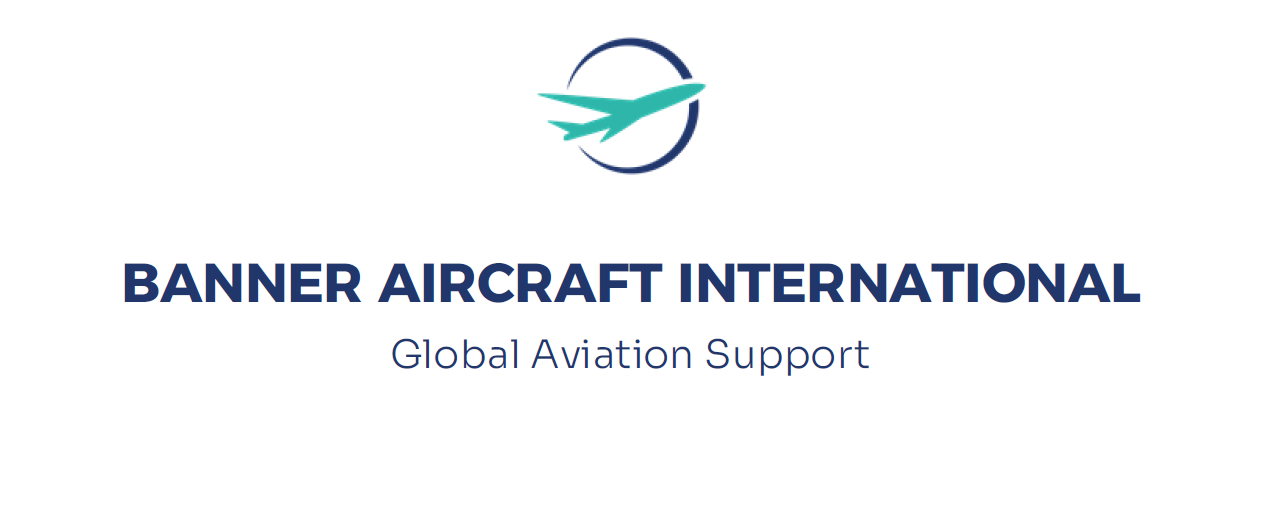 BANNER AIRCRAFT INTERNATIONAL
Global Aviation Support